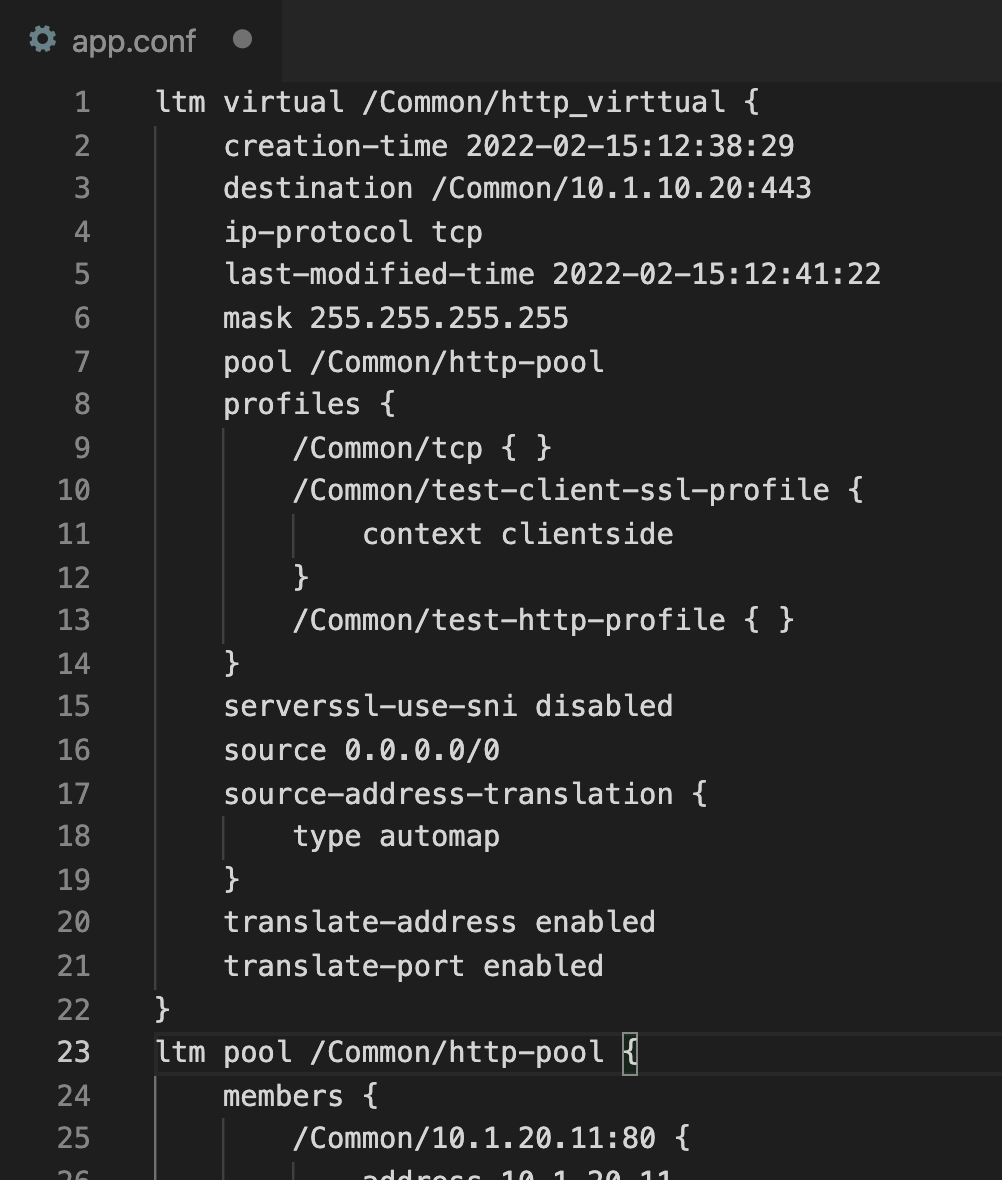 app.conf
1 ltm virtual /Common/http_virttual {
2 creation-time 2022-02-15:12:38:29
3 destination /Common/10.1.10.20:443
4 ip-protocol tcp
5 last-modified-time 2022-02-15:12:41:22
6 mask 255.255.255.255
7 pool /Common/http-pool
8 profiles {
9 /Common/tcp { }
10 /Common/test-client-ssl-profile {
11 context clientside
12 }
13 /Common/test-http-profile { }
14 }
15 serverssl-use-sni disabled
16 source 0.0.0.0/0
17 source-address-translation {
18 type automap
19 }
20 translate-address enabled
21 translate-port enabled
22 }
23 ltm pool /Common/http-pool {
24 members {
25 /Common/10.1.20.11:80 {
26 address 10.1.20.11